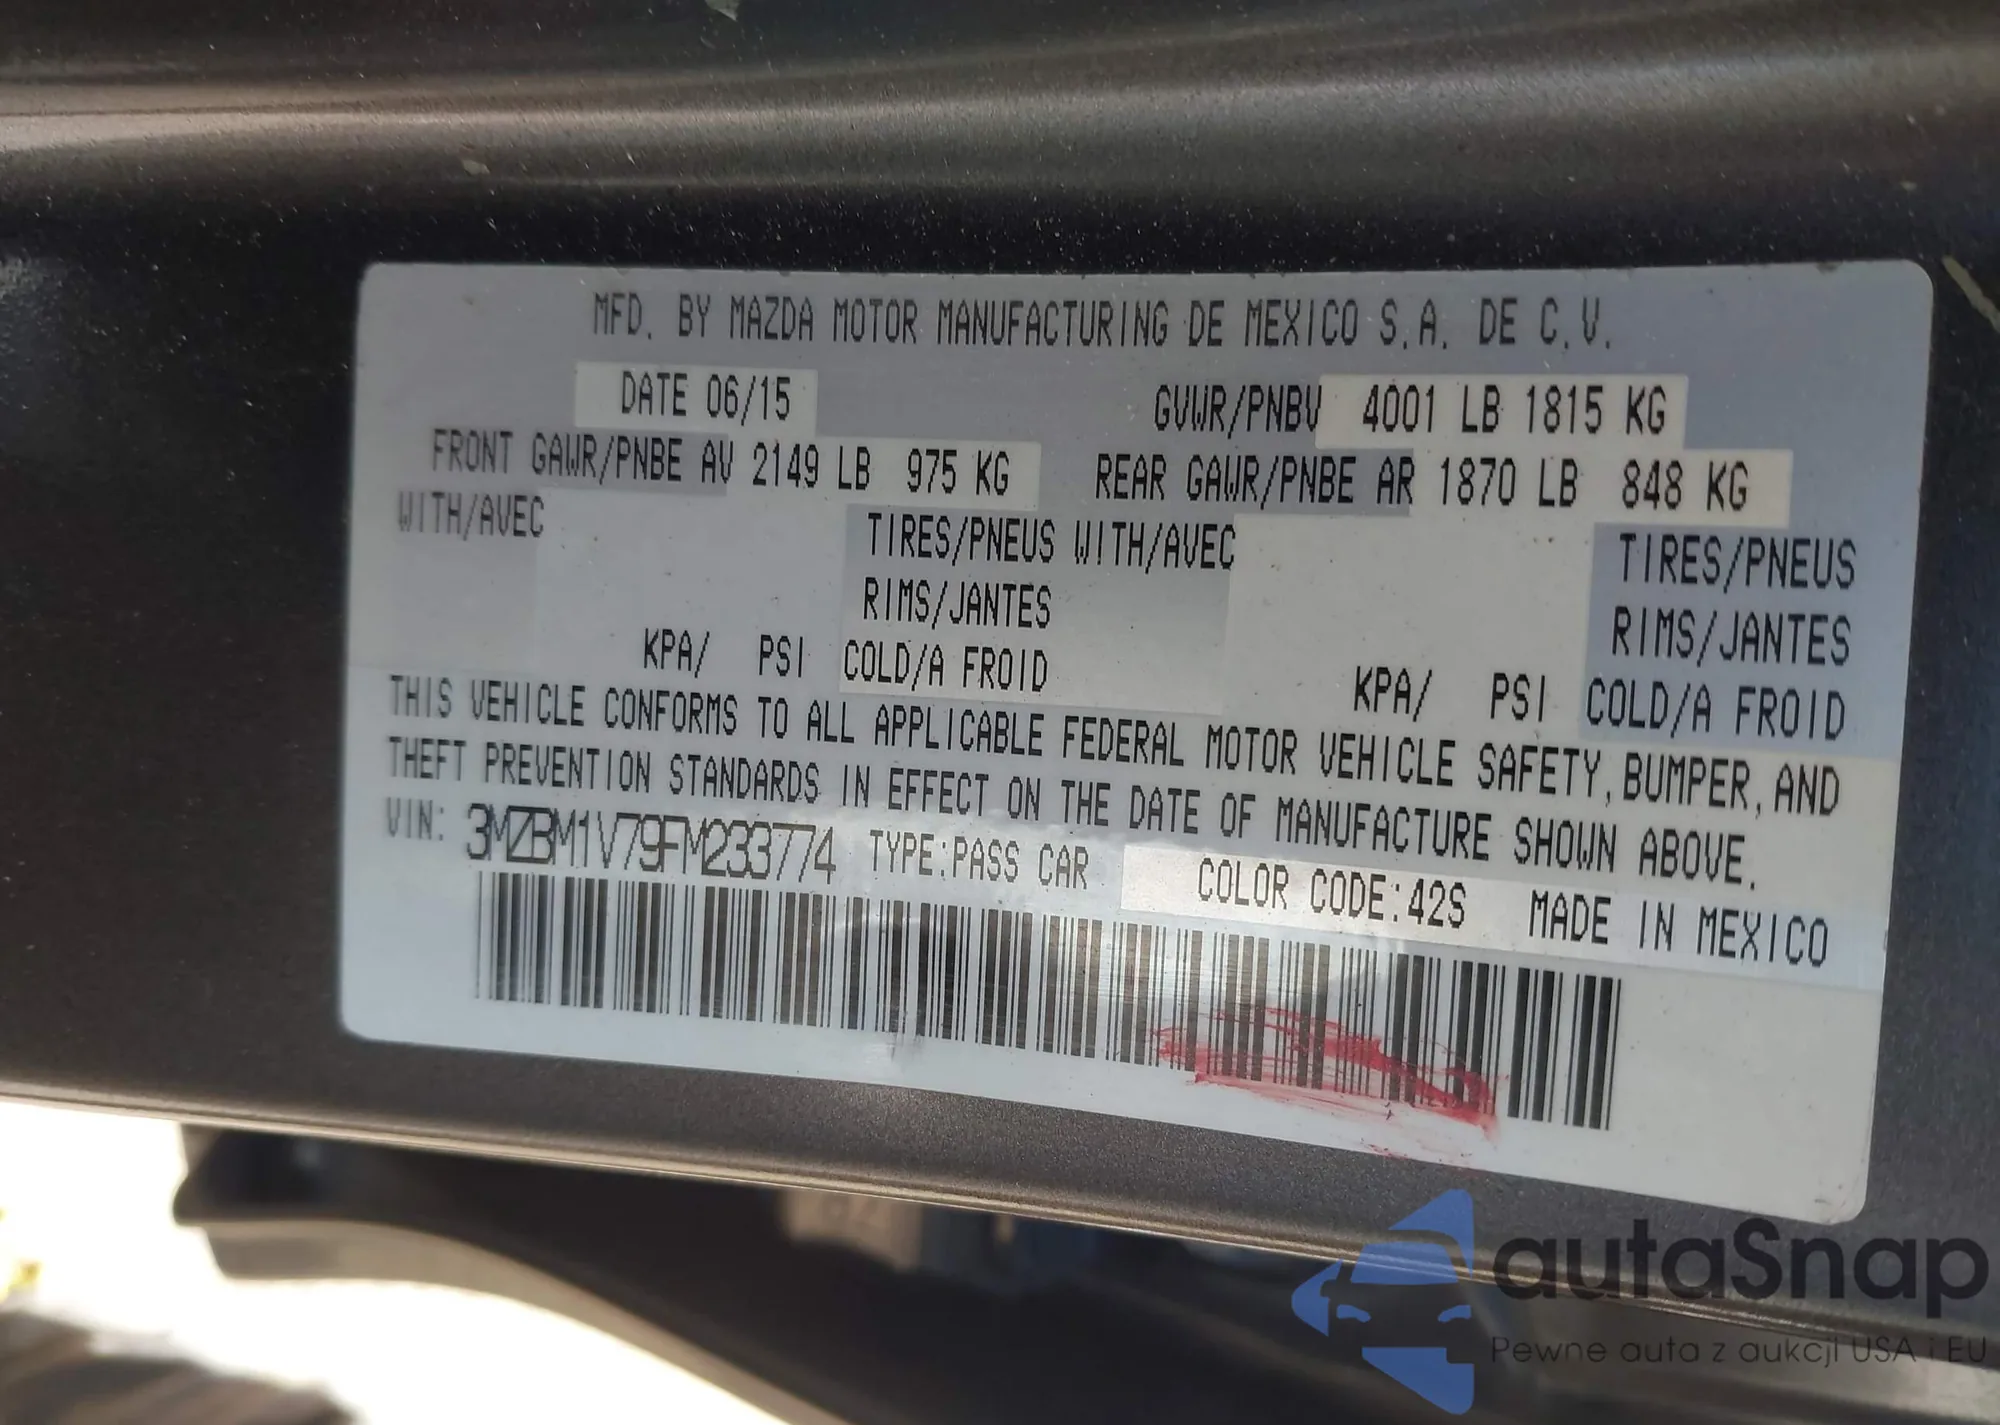 MFD. BY MAZDA MOTOR MANUFACTURING DE MEXICO S.A. DE C.V.
DATE 06/15 GVWR/PNBV 4001 LB 1815 KG
FRONT GAWR/PNBE AV 2149 LB 975 KG REAR GAWR/PNBE AR 1870 LB 848 KG
WITH/AVEC TIRES/PNEUS WITH/AVEC TIRES/PNEUS
RIMS/JANTES RIMS/JANTES
KPA/ PSI COLD/A FROID KPA/ PSI COLD/A FROID
THIS VEHICLE CONFORMS TO ALL APPLICABLE FEDERAL MOTOR VEHICLE SAFETY, BUMPER, AND
THEFT PREVENTION STANDARDS IN EFFECT ON THE DATE OF MANUFACTURE SHOWN ABOVE.
VIN: 3MZBM1V79FM233774 TYPE:PASS CAR COLOR CODE:42S MADE IN MEXICO
autaSnap
Pewne auta z aukcji USA i EU